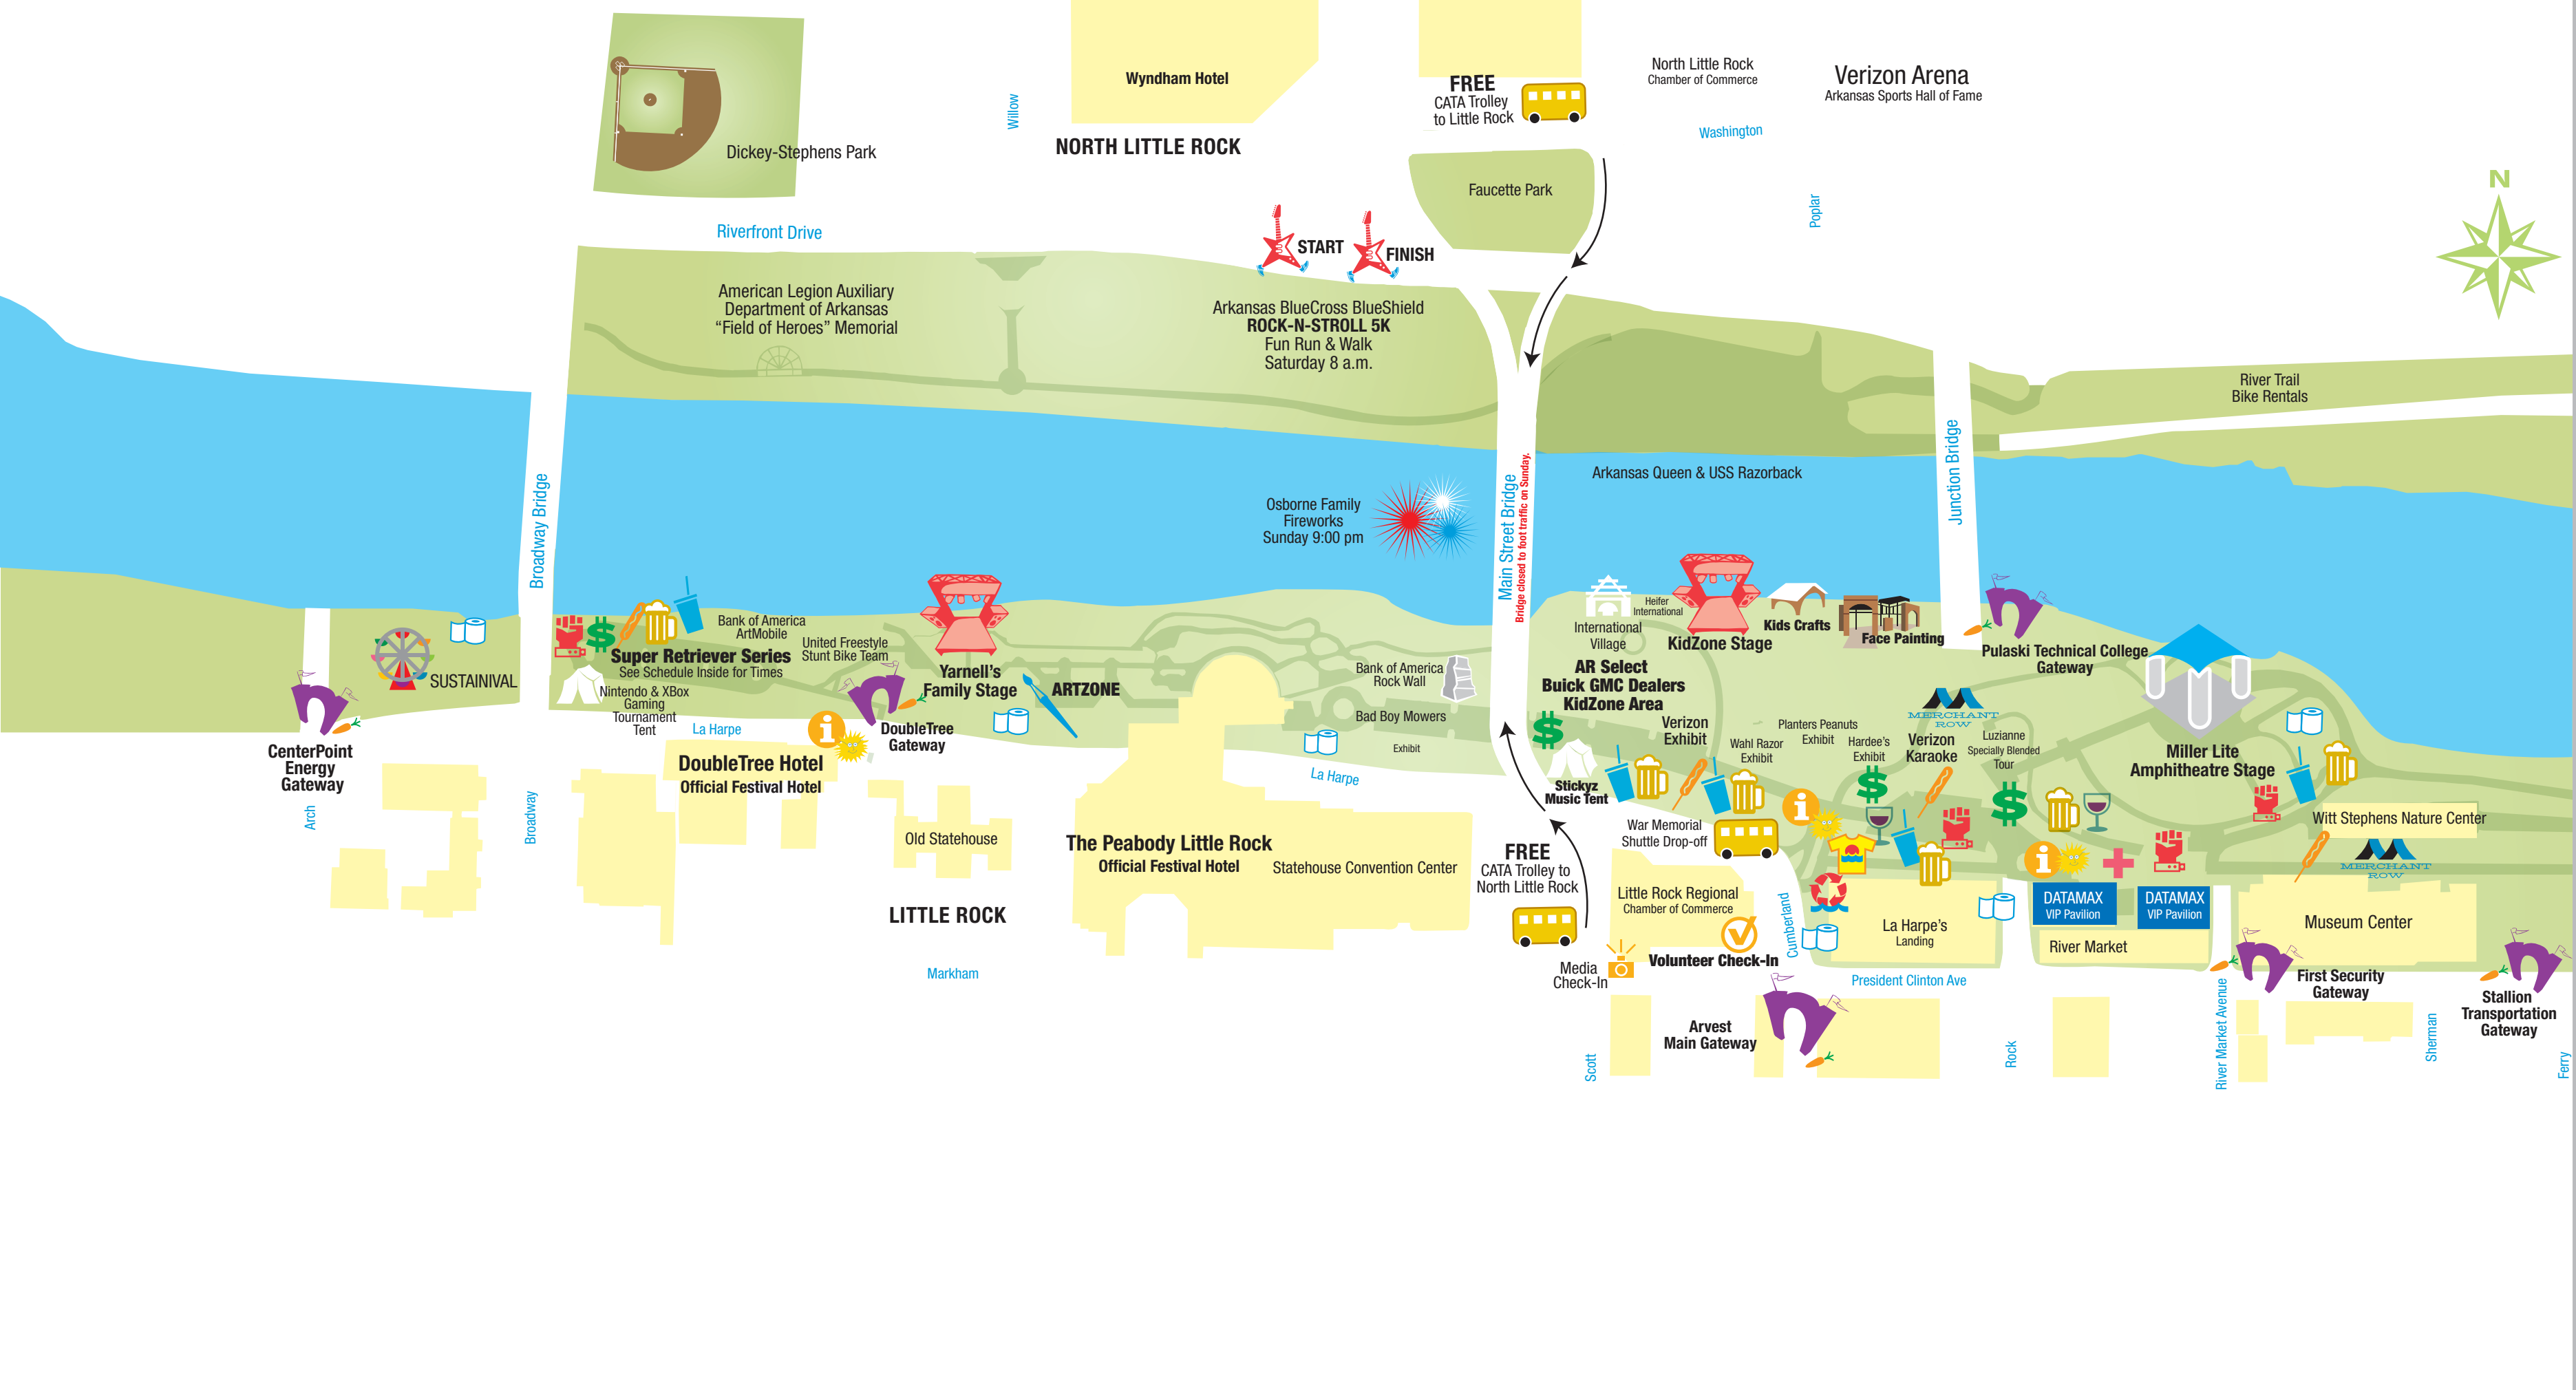 Wyndham Hotel
FREE
CATA Trolley
to Little Rock
North Little Rock
Chamber of Commerce
Verizon Arena
Arkansas Sports Hall of Fame
Willow
Washington
NORTH LITTLE ROCK
Dickey-Stephens Park
N
Faucette Park
Poplar
Riverfront Drive
START
FINISH
American Legion Auxiliary
Department of Arkansas
“Field of Heroes” Memorial
Arkansas BlueCross BlueShield
ROCK-N-STROLL 5K
Fun Run & Walk
Saturday 8 a.m.
River Trail
Bike Rentals
Broadway Bridge
Osborne Family
Fireworks
Sunday 9:00 pm
Main Street Bridge
Bridge closed to foot traffic on Sunday.
Arkansas Queen & USS Razorback
Junction Bridge
SUSTAINIVAL
CenterPoint
Energy
Gateway
Arch
Broadway
Bank of America
ArtMobile
Super Retriever Series
See Schedule Inside for Times
United Freestyle
Stunt Bike Team
Nintendo & XBox
Gaming
Tournament
Tent
La Harpe
DoubleTree
Gateway
Yarnell’s
Family Stage
ARTZONE
DoubleTree Hotel
Official Festival Hotel
Old Statehouse
LITTLE ROCK
Markham
The Peabody Little Rock
Official Festival Hotel
Statehouse Convention Center
Bank of America
Rock Wall
Bad Boy Mowers
Exhibit
La Harpe
Heifer
International
International
Village
KidZone Stage
Kids Crafts
Face Painting
Pulaski Technical College
Gateway
AR Select
Buick GMC Dealers
KidZone Area
Verizon
Exhibit
Wahl Razor
Exhibit
Planters Peanuts
Exhibit
Hardee’s
Exhibit
MERCHANT
ROW
Verizon
Karaoke
Luzianne
Specially Blended
Tour
Miller Lite
Amphitheatre Stage
Stickyz
Music Tent
War Memorial
Shuttle Drop-off
FREE
CATA Trolley to
North Little Rock
Little Rock Regional
Chamber of Commerce
Volunteer Check-In
Media
Check-In
Cumberland
La Harpe’s
Landing
President Clinton Ave
DATAMAX
VIP Pavilion
DATAMAX
VIP Pavilion
River Market
Witt Stephens Nature Center
MERCHANT
ROW
Museum Center
Arvest
Main Gateway
Scott
Rock
River Market Avenue
First Security
Gateway
Sherman
Stallion
Transportation
Gateway
Ferry